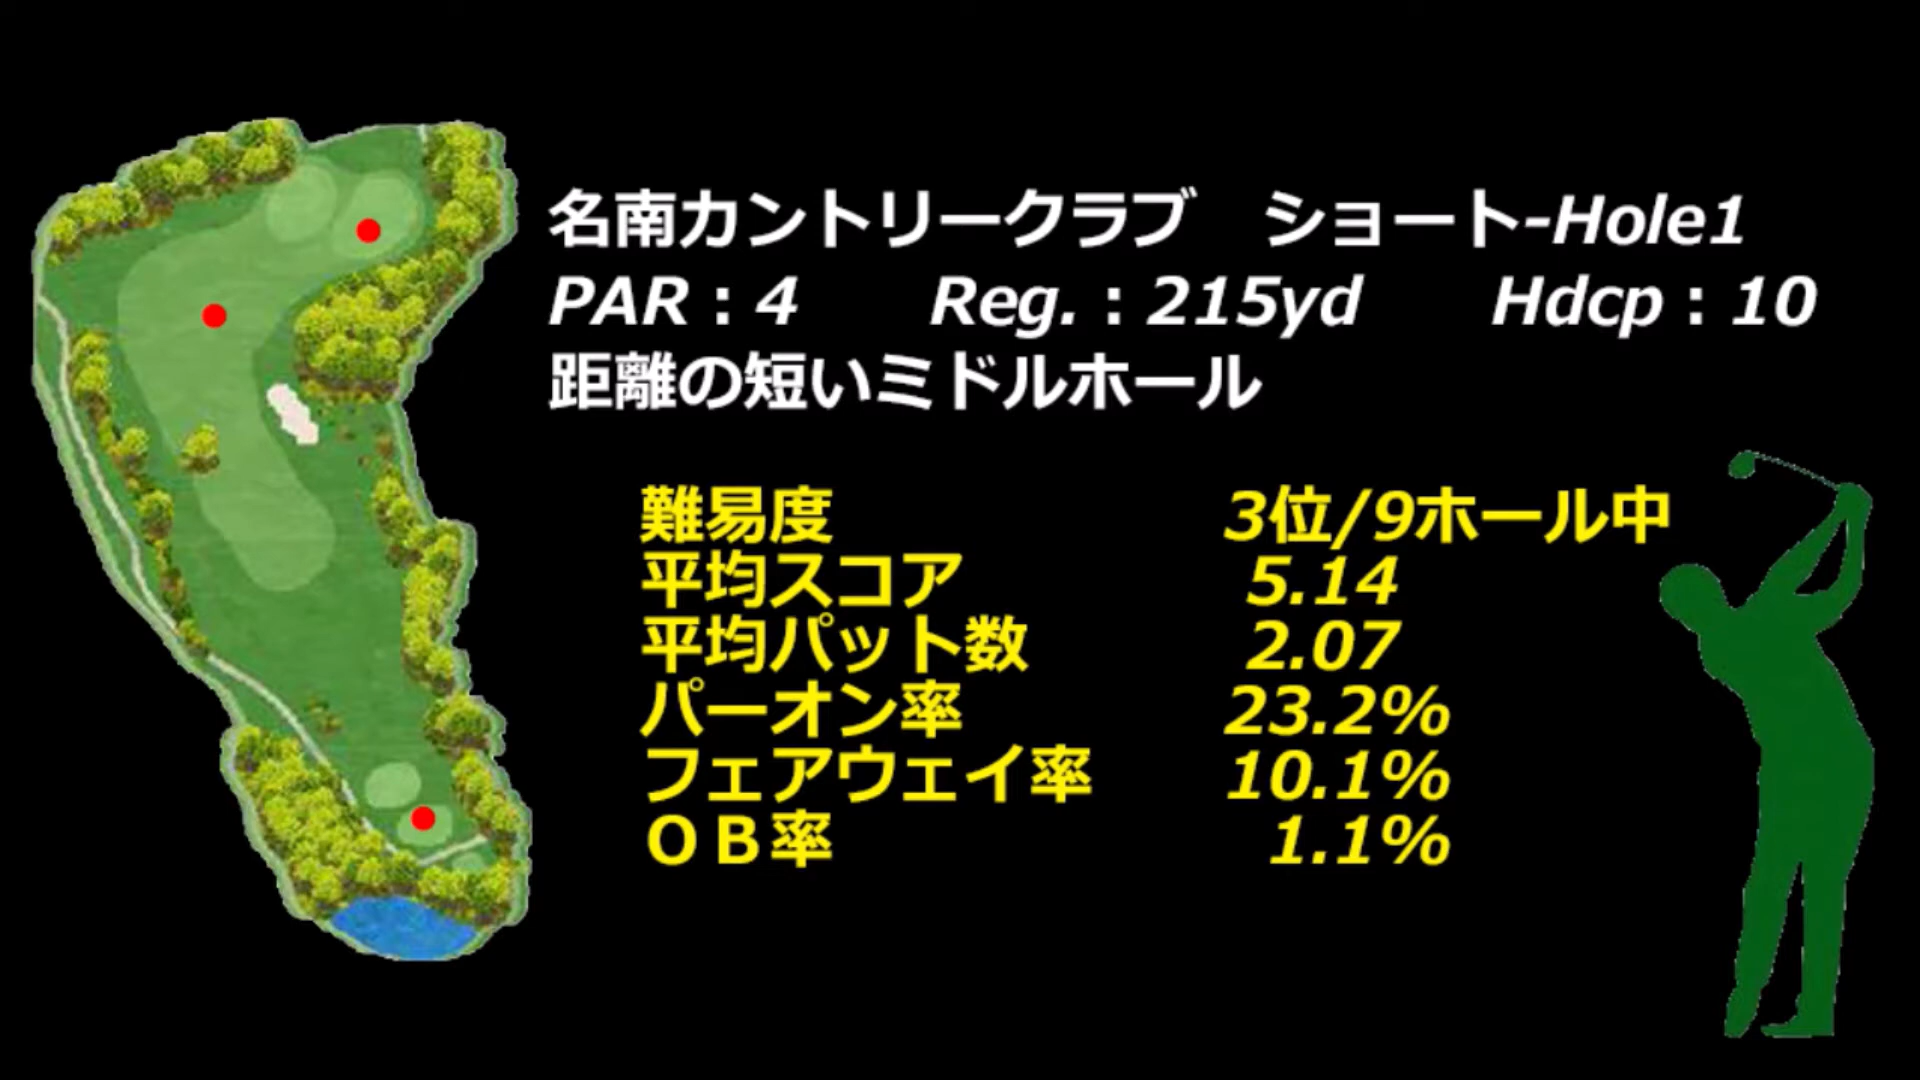 名南カントリークラブ　ショート-Hole1
PAR：4　Reg.：215yd　Hdcp：10
距離の短いミドルホール
難易度　3位/9ホール中
平均スコア　5.14
平均パット数　2.07
パーオン率　23.2%
フェアウェイ率　10.1%
ＯＢ率　1.1%